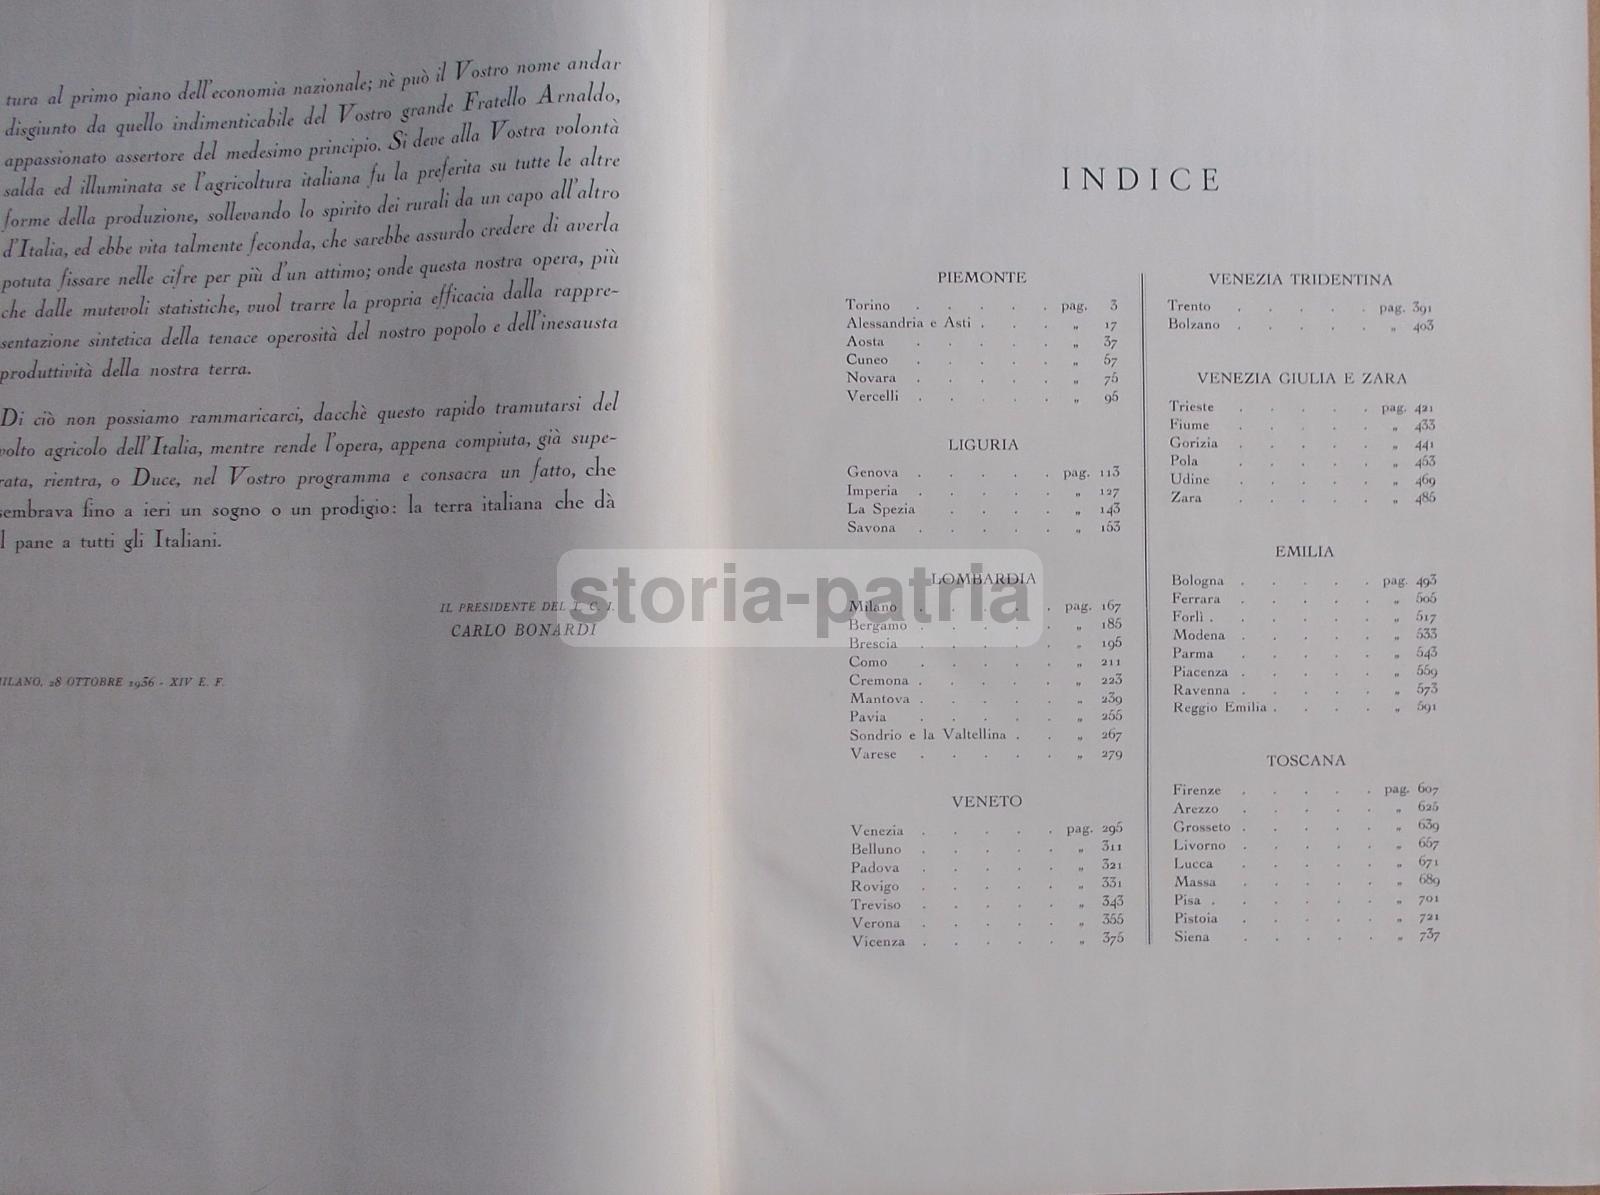 tura al primo piano dell'economia nazionale; nè può il Vostro nome andar
disgiunto da quello indimenticabile del Vostro grande Fratello Arnaldo,
appassionato assertore del medesimo principio. Si deve alla Vostra volontà
salda ed illuminata se l'agricoltura italiana fu la preferita su tutte le altre
forme della produzione, sollevando lo spirito dei rurali da un capo all'altro
d'Italia, ed ebbe vita talmente feconda, che sarebbe assurdo credere di averla
potuta fissare nelle cifre per più d'un attimo; onde questa nostra opera, più
che dalle mutevoli statistiche, vuol trarre la propria efficacia dalla rappre-
sentazione sintetica della tenace operosità del nostro popolo e dell'inesausta
produttività della nostra terra.
Di ciò non possiamo rammaricarci, dacchè questo rapido tramutarsi del
volto agricolo dell'Italia, mentre rende l'opera, appena compiuta, già supe-
rata, rientra, o Duce, nel Vostro programma e consacra un fatto, che
sembrava fino a ieri un sogno o un prodigio: la terra italiana che dà
l pane a tutti gli Italiani.
IL PRESIDENTE DEL T. C. I.
CARLO BONARDI
MILANO, 28 OTTOBRE 1936 - XIV E. F.
INDICE
PIEMONTE
Torino . . . . . pag. 3
Alessandria e Asti . . . „ 17
Aosta . . . . . „ 37
Cuneo . . . . . „ 57
Novara . . . . . „ 75
Vercelli . . . . . „ 95
LIGURIA
Genova . . . . . pag. 113
Imperia . . . . . „ 127
La Spezia . . . . „ 143
Savona . . . . . „ 153
LOMBARDIA
Milano . . . . . pag. 167
Bergamo . . . . . „ 185
Brescia . . . . . „ 195
Como . . . . . „ 211
Cremona . . . . . „ 223
Mantova . . . . . „ 239
Pavia . . . . . „ 255
Sondrio e la Valtellina . . „ 267
Varese . . . . . „ 279
VENETO
Venezia . . . . . pag. 295
Belluno . . . . . „ 311
Padova . . . . . „ 321
Rovigo . . . . . „ 331
Treviso . . . . . „ 343
Verona . . . . . „ 355
Vicenza . . . . . „ 375
VENEZIA TRIDENTINA
Trento . . . . . pag. 391
Bolzano . . . . . „ 403
VENEZIA GIULIA E ZARA
Trieste . . . . . pag. 421
Fiume . . . . . „ 433
Gorizia . . . . . „ 441
Pola . . . . . „ 453
Udine . . . . . „ 469
Zara . . . . . „ 485
EMILIA
Bologna . . . . . pag. 493
Ferrara . . . . . „ 505
Forlì . . . . . . „ 517
Modena . . . . . „ 533
Parma . . . . . „ 543
Piacenza . . . . . „ 559
Ravenna . . . . . „ 573
Reggio Emilia . . . . „ 591
TOSCANA
Firenze . . . . . pag. 607
Arezzo . . . . . „ 625
Grosseto . . . . . „ 639
Livorno . . . . . „ 657
Lucca . . . . . „ 671
Massa . . . . . „ 689
Pisa . . . . . . „ 701
Pistoia . . . . . „ 721
Siena . . . . . „ 737
storia-patria